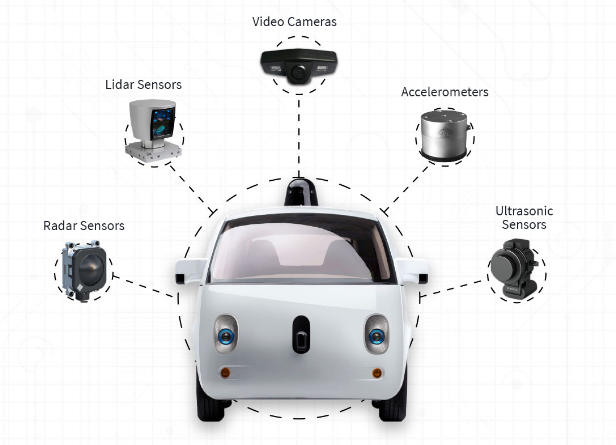 Video Cameras
Lidar Sensors
Accelerometers
Radar Sensors
Ultrasonic
Sensors